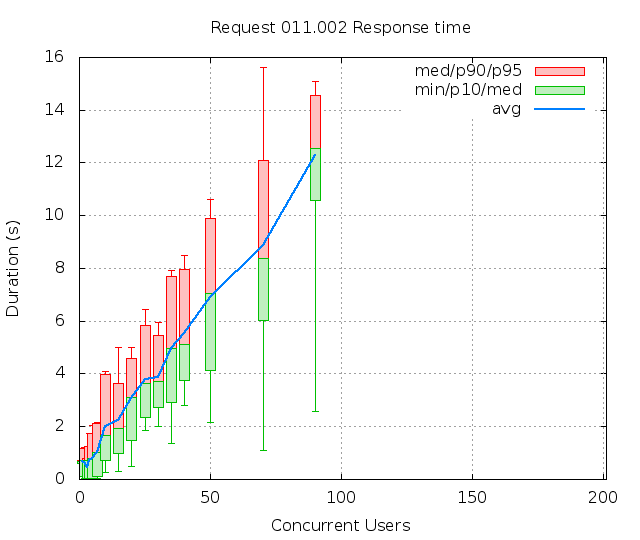 Request 011.002 Response time
16
14
12
10
8
6
4
2
0
Duration (s)
med/p90/p95
min/p10/med
avg
0 50 100 150 200
Concurrent Users